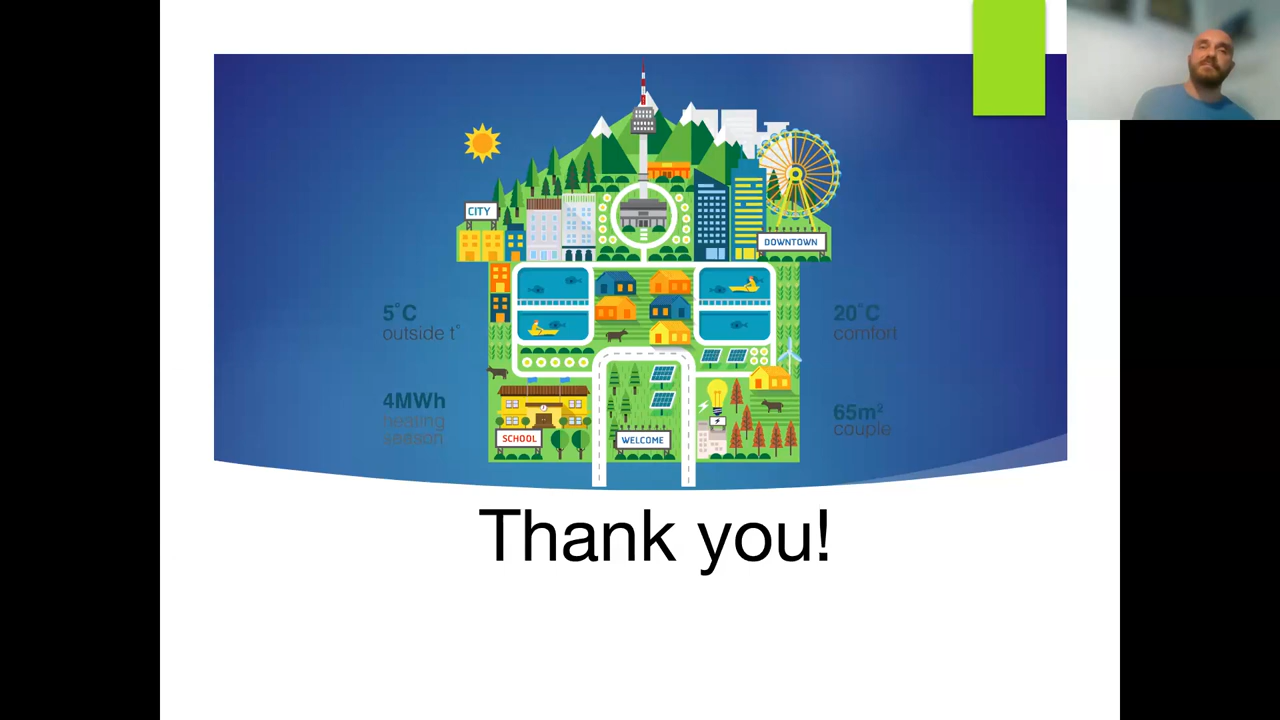 CITY
DOWNTOWN
5°C
outside t°
20°C
comfort
4MWh
heating
season
65m²
couple
SCHOOL
WELCOME
Thank you!